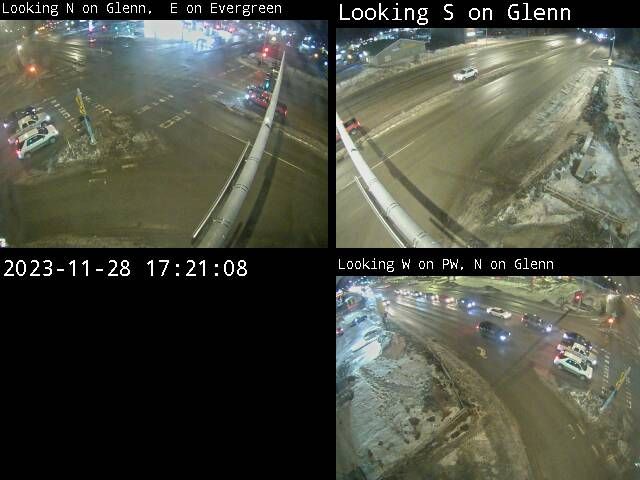 Looking N on Glenn, E on Evergreen
Looking S on Glenn
2023-11-28 17:21:08
Looking W on PW, N on Glenn